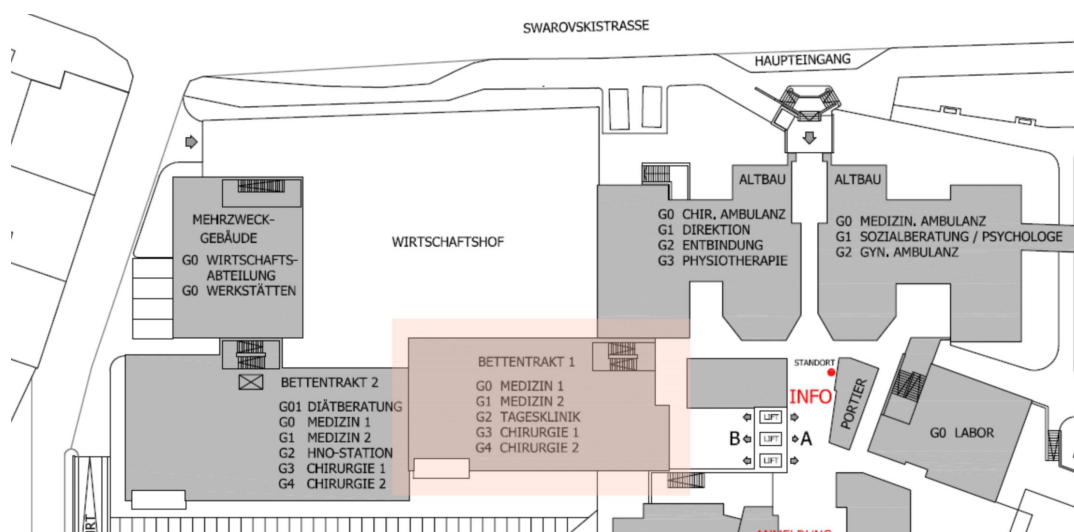 SWAROVSKISTRASSE
HAUPTEINGANG
ALTBAU
ALTBAU
MEHRZWECK-
GEBÄUDE
G0 WIRTSCHAFTS-
ABTEILUNG
G0 WERKSTÄTTEN
WIRTSCHAFTSHOF
G0 CHIR. AMBULANZ
G1 DIREKTION
G2 ENTBINDUNG
G3 PHYSIOTHERAPIE
G0 MEDIZIN. AMBULANZ
G1 SOZIALBERATUNG / PSYCHOLOGE
G2 GYN. AMBULANZ
BETTENTRAKT 1
G0 MEDIZIN 1
G1 MEDIZIN 2
G2 TAGESKLINIK
G3 CHIRURGIE 1
G4 CHIRURGIE 2
BETTENTRAKT 2
G01 DIÄTBERATUNG
G0 MEDIZIN 1
G1 MEDIZIN 2
G2 HNO-STATION
G3 CHIRURGIE 1
G4 CHIRURGIE 2
STANDORT
INFO
PORTIER
LIFT
B LIFT A
LIFT
G0 LABOR
ANMELDUNG